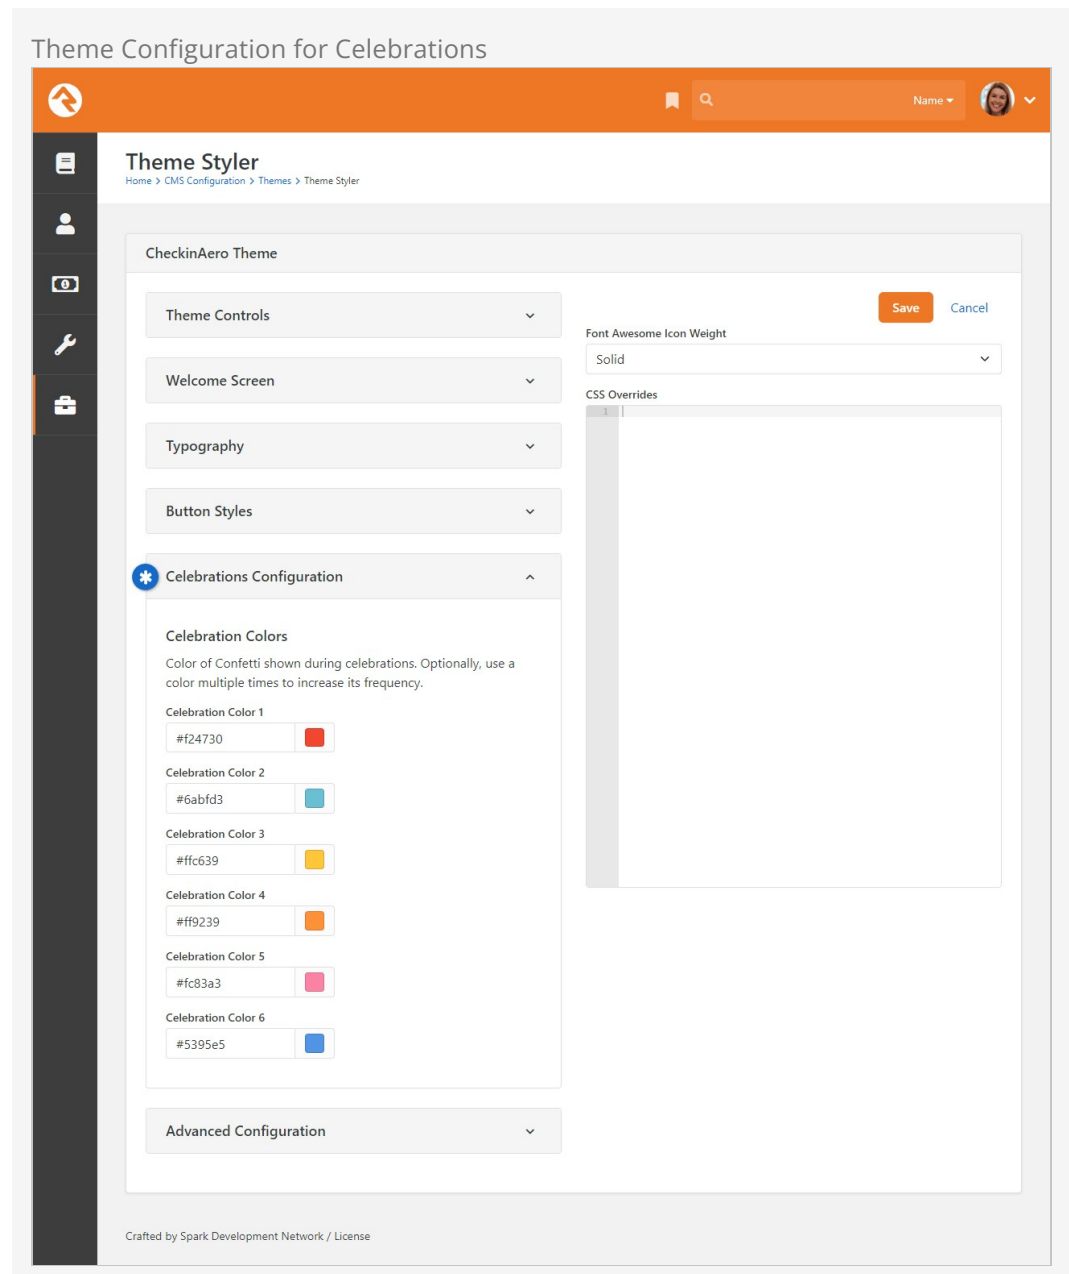 Theme Configuration for Celebrations
Name
Theme Styler
Home > CMS Configuration > Themes > Theme Styler
CheckinAero Theme
Theme Controls
Save
Cancel
Font Awesome Icon Weight
Solid
Welcome Screen
CSS Overrides
1
Typography
Button Styles
Celebrations Configuration
Celebration Colors
Color of Confetti shown during celebrations. Optionally, use a
color multiple times to increase its frequency.
Celebration Color 1
#f24730
Celebration Color 2
#6abfd3
Celebration Color 3
#ffc639
Celebration Color 4
#ff9239
Celebration Color 5
#fc83a3
Celebration Color 6
#5395e5
Advanced Configuration
Crafted by Spark Development Network / License